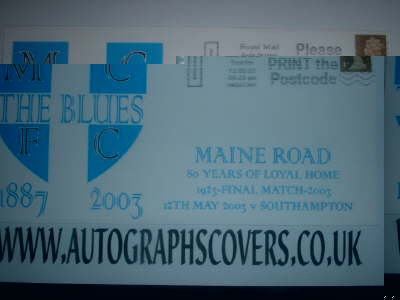 M C
THE BLUES
F C
1887 2003
Royal Mail
Please
PRINT the
Postcode
MAINE ROAD
80 YEARS OF LOYAL HOME
1923-FINAL MATCH-2003
12TH MAY 2003 v SOUTHAMPTON
WWW.AUTOGRAPHSCOVERS.CO.UK